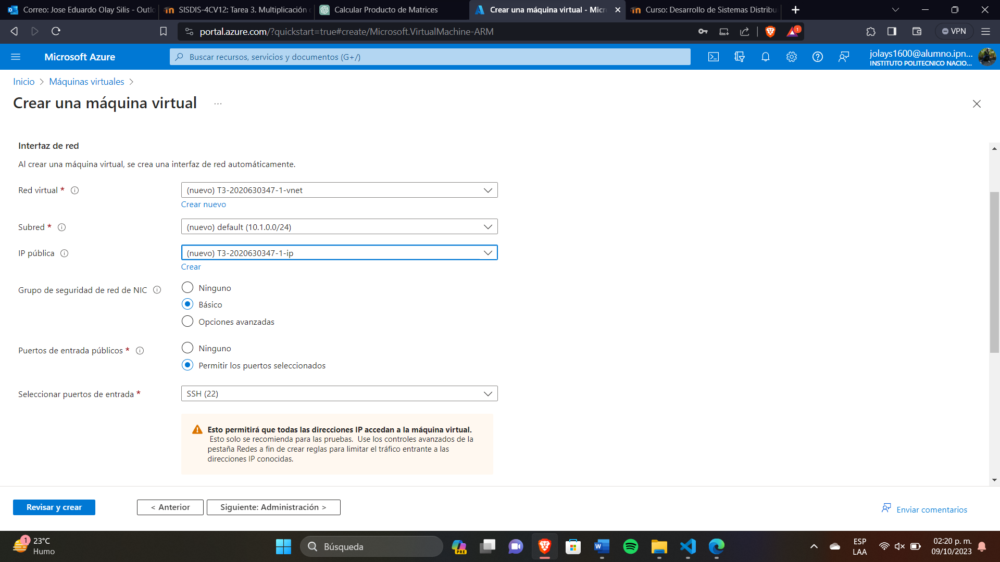 Correo: Jose Eduardo Olay Silis - Outlo
SISDIS-4CV12: Tarea 3. Multiplicación
Calcular Producto de Matrices
Crear una máquina virtual - Micr
Curso: Desarrollo de Sistemas Distribu
portal.azure.com/?quickstart=true#create/Microsoft.VirtualMachine-ARM
1
VPN
Microsoft Azure
Buscar recursos, servicios y documentos (G+/)
jolays1600@alumno.ipn...
INSTITUTO POLITECNICO NACIO...
Inicio > Máquinas virtuales >
Crear una máquina virtual ...
Interfaz de red
Al crear una máquina virtual, se crea una interfaz de red automáticamente.
Red virtual *
(nuevo) T3-2020630347-1-vnet
Crear nuevo
Subred *
(nuevo) default (10.1.0.0/24)
IP pública
(nuevo) T3-2020630347-1-ip
Crear
Grupo de seguridad de red de NIC
Ninguno
Básico
Opciones avanzadas
Puertos de entrada públicos *
Ninguno
Permitir los puertos seleccionados
Seleccionar puertos de entrada *
SSH (22)
Esto permitirá que todas las direcciones IP accedan a la máquina virtual.
Esto solo se recomienda para las pruebas. Use los controles avanzados de la
pestaña Redes a fin de crear reglas para limitar el tráfico entrante a las
direcciones IP conocidas.
Revisar y crear
< Anterior
Siguiente: Administración >
Enviar comentarios
1
23°C
Humo
Búsqueda
PRE
ESP
LAA
02:20 p. m.
09/10/2023